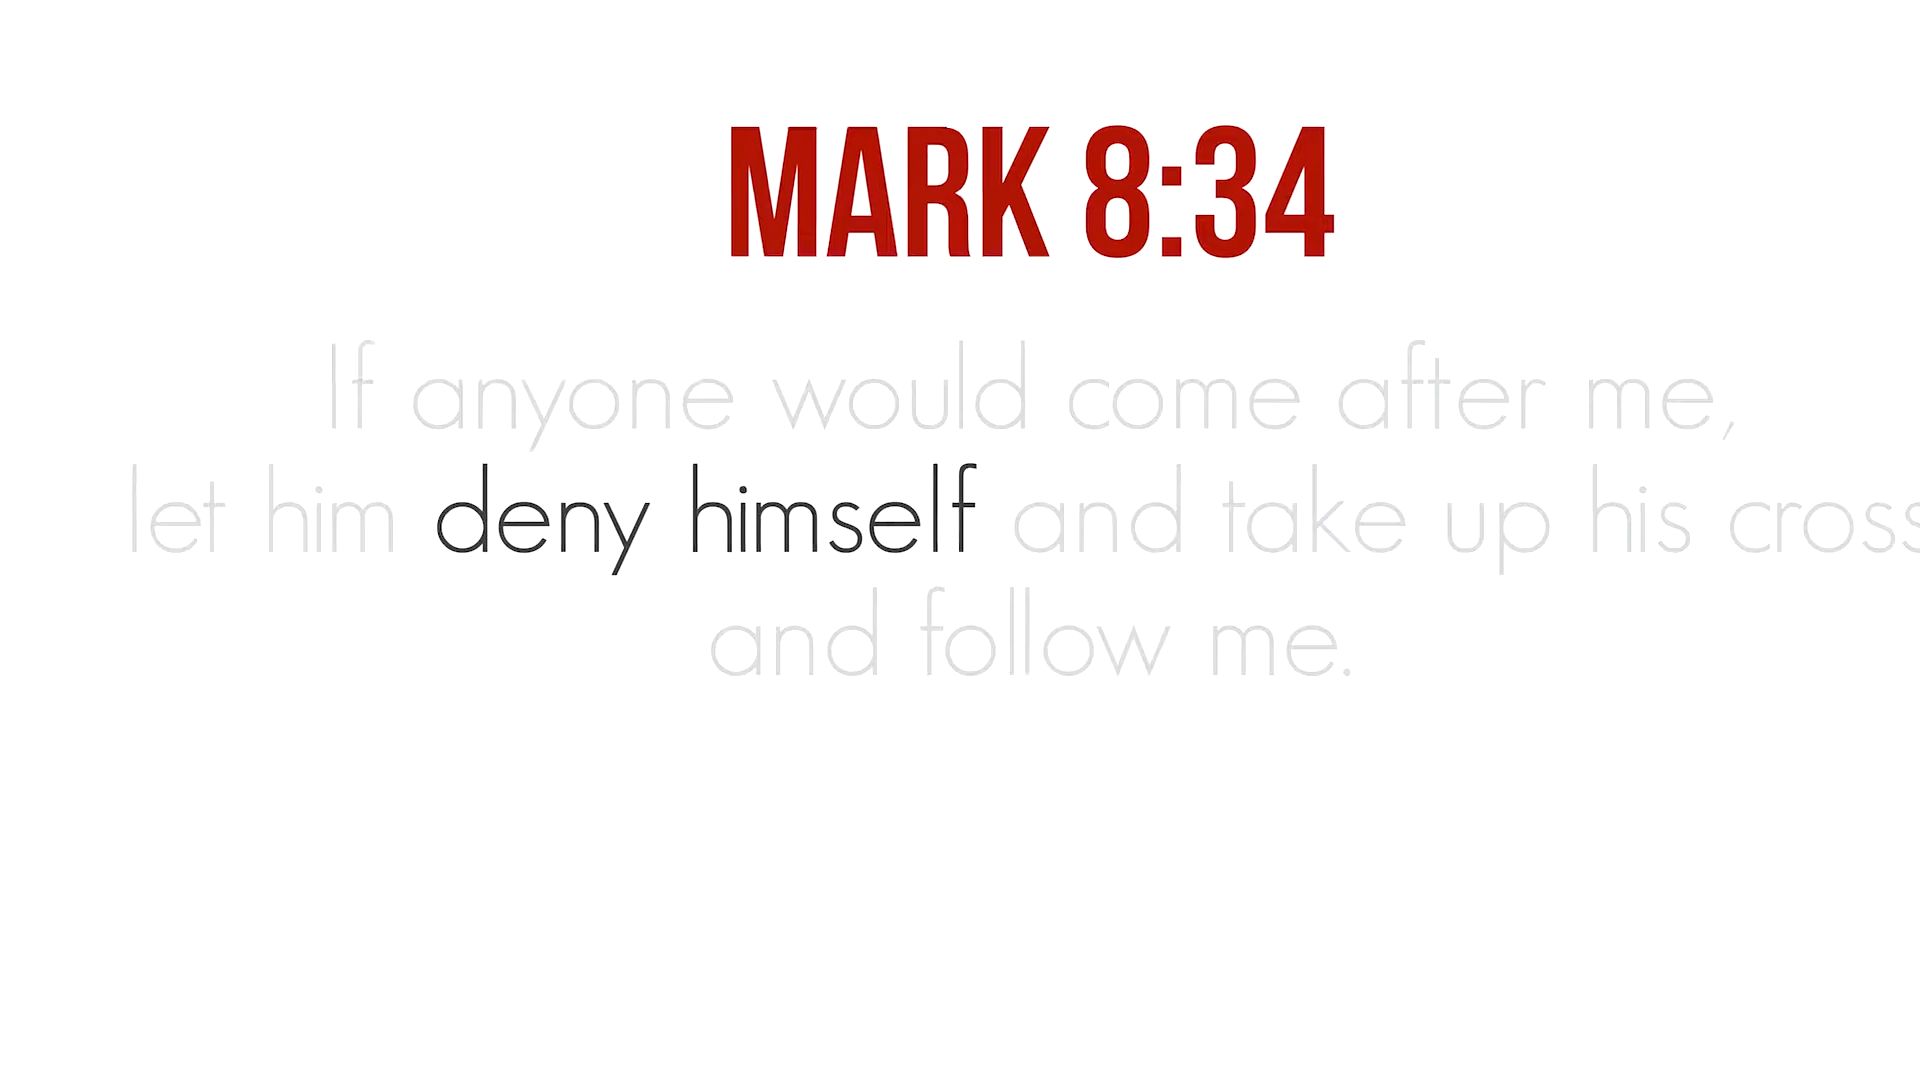 MARK 8:34
If anyone would come after me,
let him deny himself and take up his cross
and follow me.